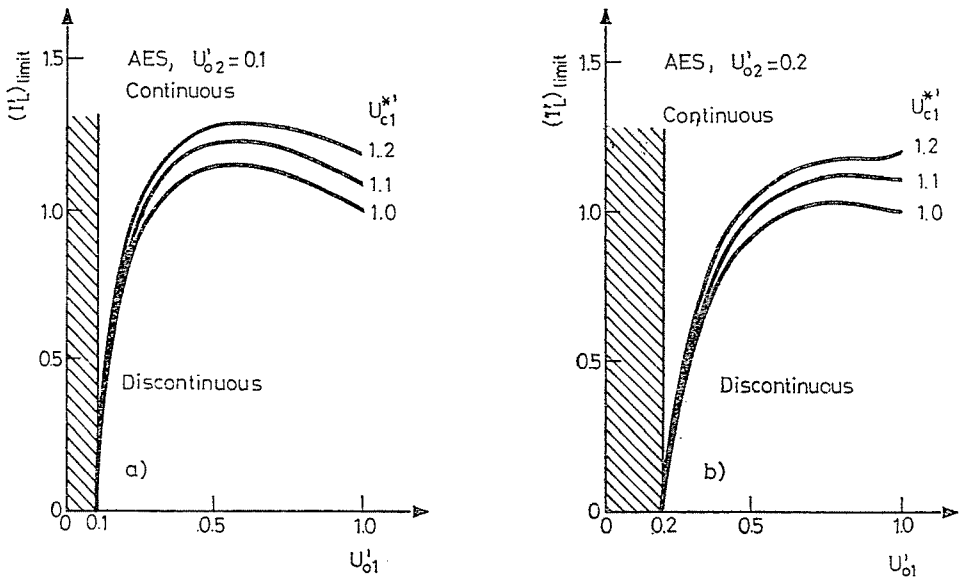 (I'L)limit
1.5
1.0
0.5
0
AES, U'o2 = 0.1
Continuous
U*'c1
1.2
1.1
1.0
Discontinuous
a)
0 0.1 0.5 1.0
U'o1
(I'L)limit
1.5
1.0
0.5
0
AES, U'o2 = 0.2
Continuous
U*'c1
1.2
1.1
1.0
Discontinuous
b)
0 0.2 0.5 1.0
U'o1